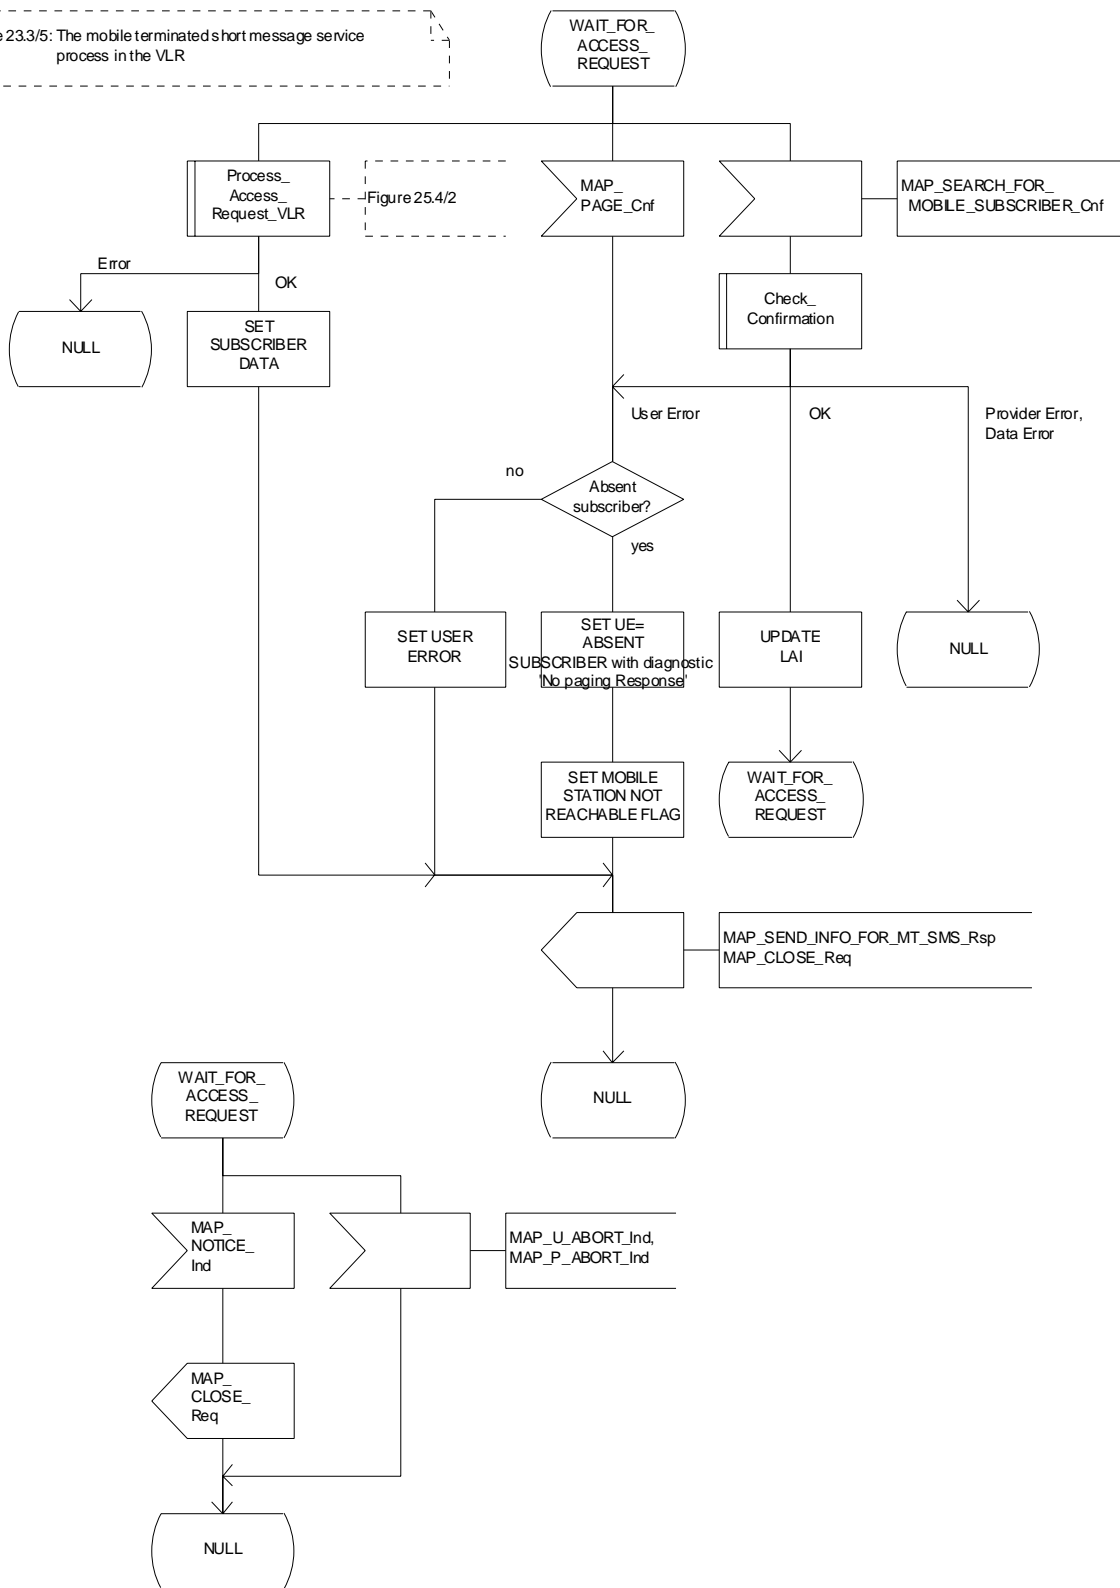 23.3/5: The mobile terminated short message service
process in the VLR
WAIT_FOR_
ACCESS_
REQUEST
Process_
Access_
Request_VLR
Figure 25.4/2
MAP_
PAGE_Cnf
MAP_SEARCH_FOR_
MOBILE_SUBSCRIBER_Cnf
Error
OK
Check_
Confirmation
NULL
SET
SUBSCRIBER
DATA
User Error
OK
Provider Error,
Data Error
no
Absent
subscriber?
yes
SET USER
ERROR
SET UE=
ABSENT
SUBSCRIBER with diagnostic
'No paging Response'
UPDATE
LAI
NULL
SET MOBILE
STATION NOT
REACHABLE FLAG
WAIT_FOR_
ACCESS_
REQUEST
MAP_SEND_INFO_FOR_MT_SMS_Rsp
MAP_CLOSE_Req
NULL
WAIT_FOR_
ACCESS_
REQUEST
MAP_
NOTICE_
Ind
MAP_U_ABORT_Ind,
MAP_P_ABORT_Ind
MAP_
CLOSE_
Req
NULL